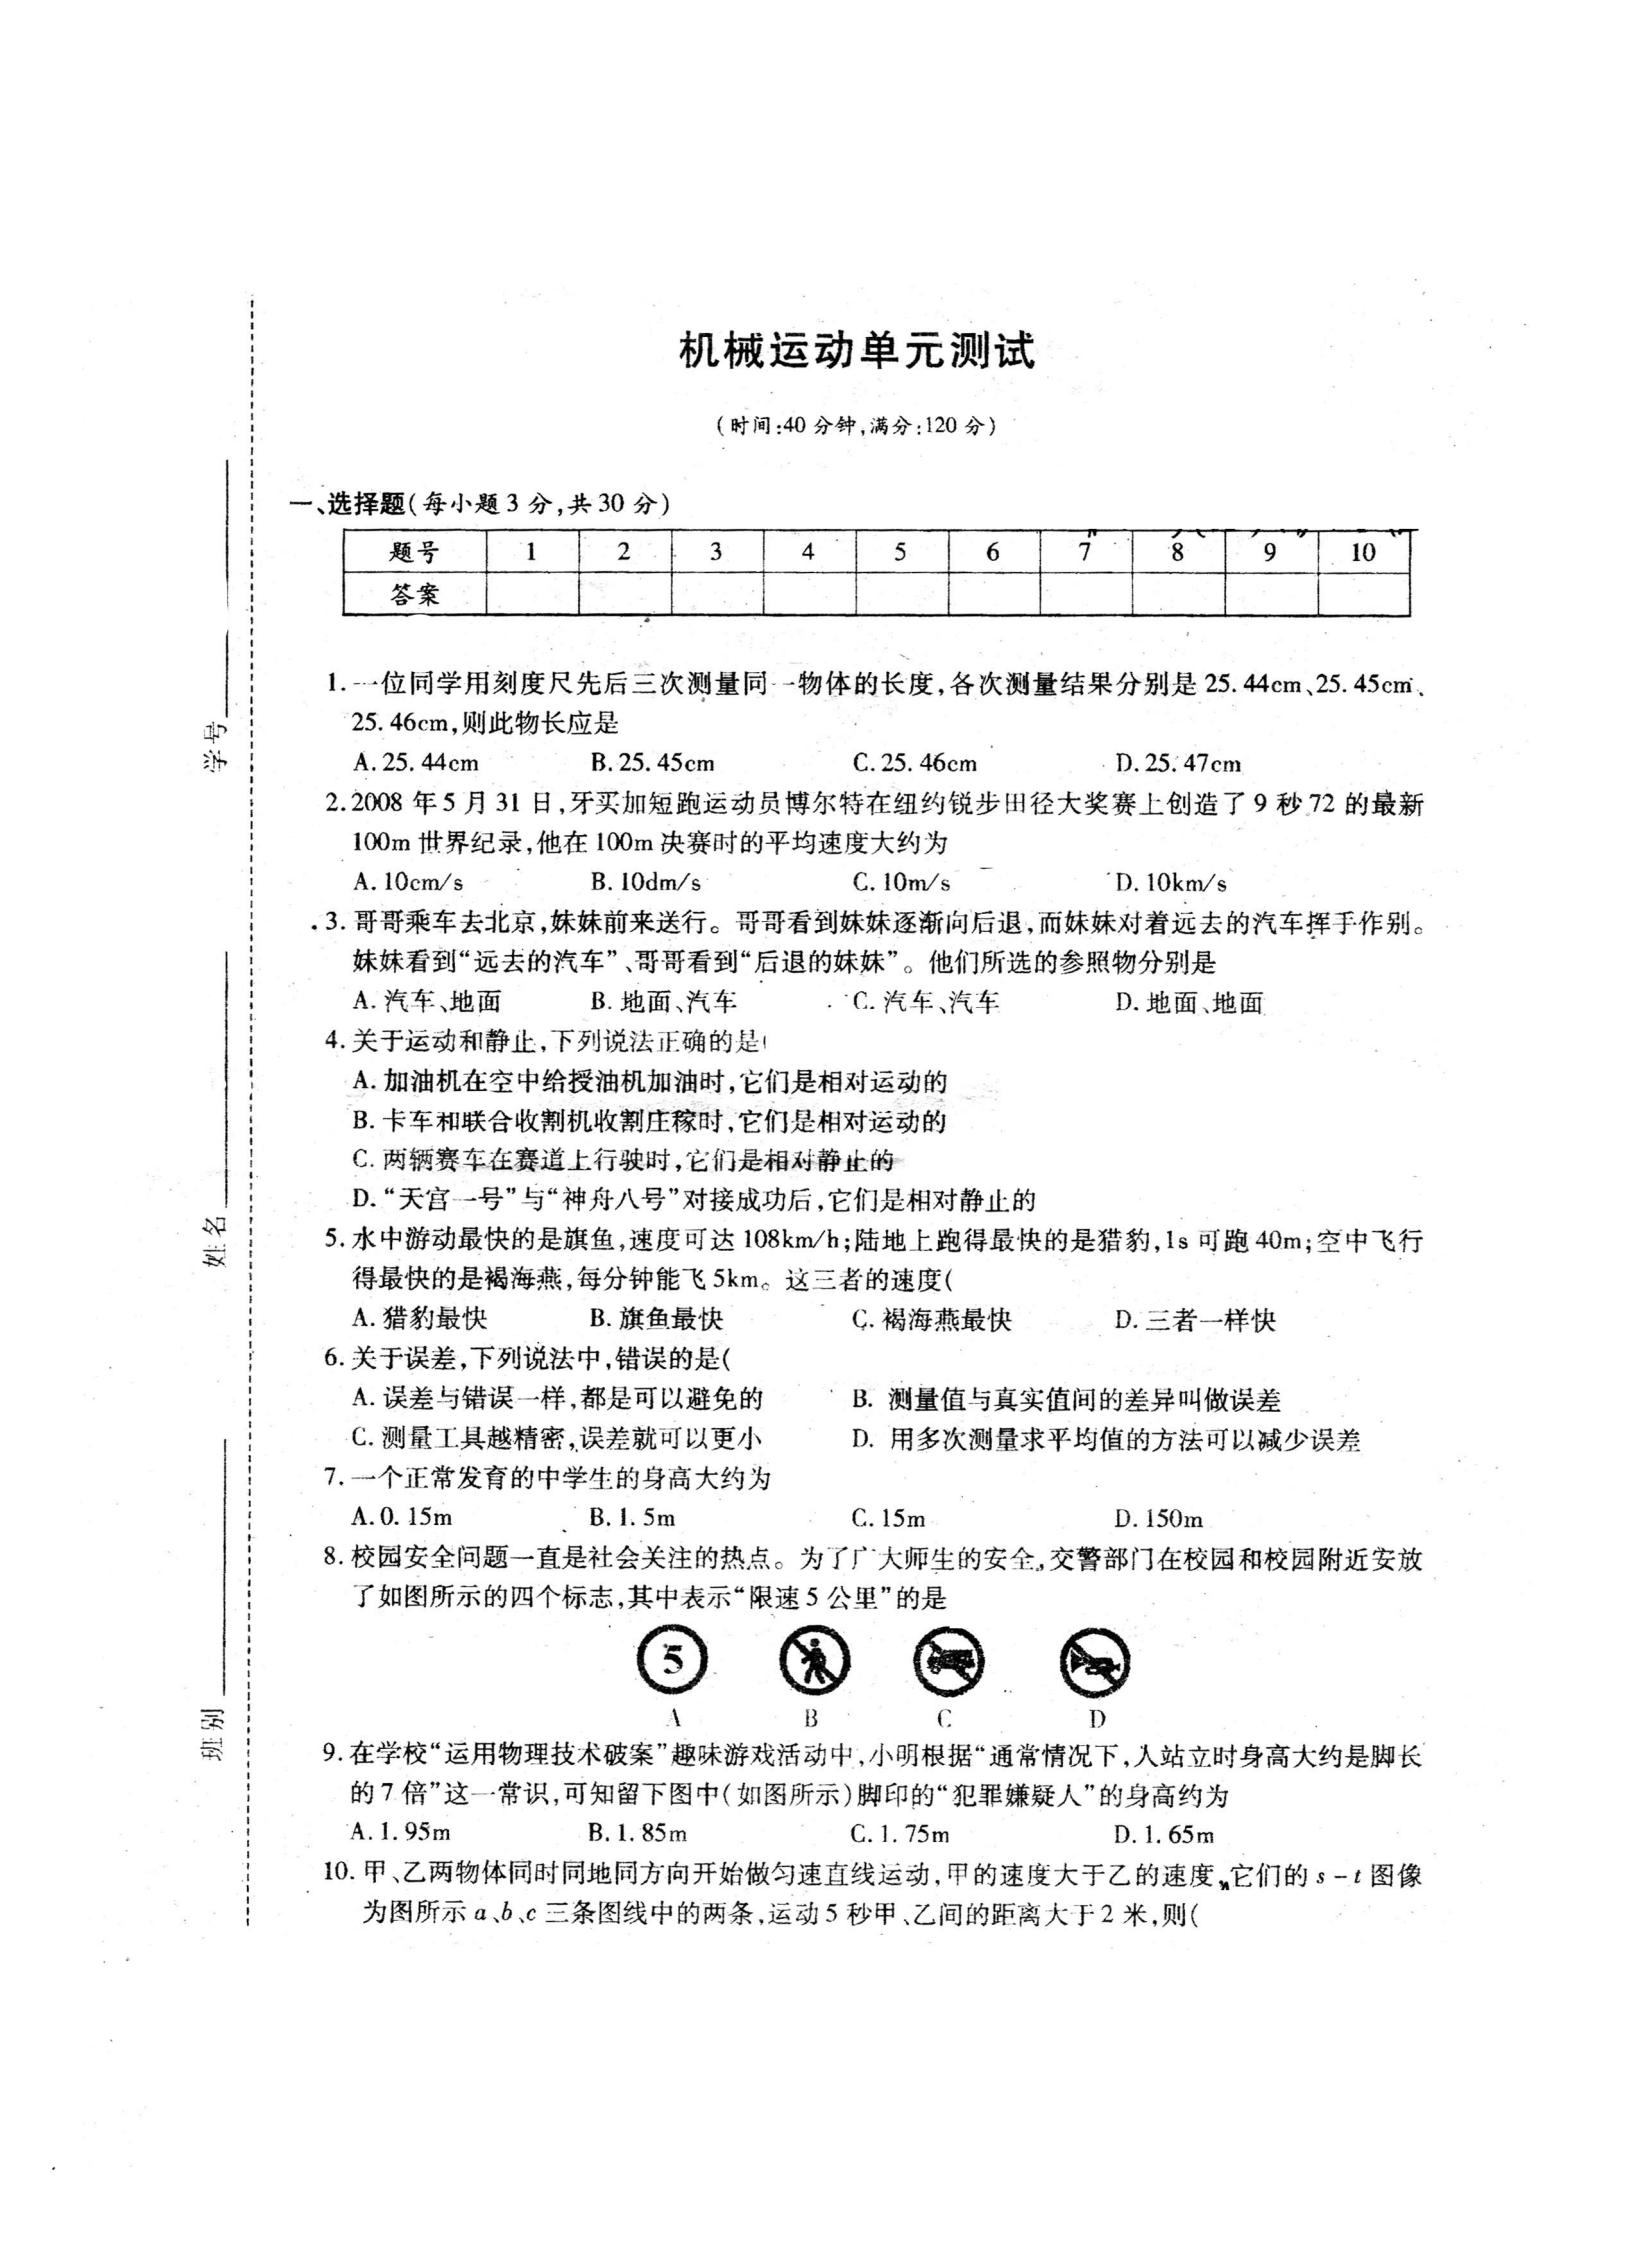 机械运动单元测试
(时间:40分钟,满分:120分)
一、选择题(每小题3分,共30分)
题号 1 2 3 4 5 6 7 8 9 10
答案
1.一位同学用刻度尺先后三次测量同一物体的长度,各次测量结果分别是25.44cm、25.45cm、
25.46cm,则此物长应是
A.25.44cm B.25.45cm C.25.46cm D.25.47cm
2.2008年5月31日,牙买加短跑运动员博尔特在纽约锐步田径大奖赛上创造了9秒72的最新
100m世界纪录,他在100m决赛时的平均速度大约为
A.10cm/s B.10dm/s C.10m/s D.10km/s
3.哥哥乘车去北京,妹妹前来送行。哥哥看到妹妹逐渐向后退,而妹妹对着远去的汽车挥手作别。
妹妹看到“远去的汽车”、哥哥看到“后退的妹妹”。他们所选的参照物分别是
A.汽车、地面 B.地面、汽车 C.汽车、汽车 D.地面、地面
4.关于运动和静止,下列说法正确的是(
A.加油机在空中给授油机加油时,它们是相对运动的
B.卡车和联合收割机收割庄稼时,它们是相对运动的
C.两辆赛车在赛道上行驶时,它们是相对静止的
D.“天宫一号”与“神舟八号”对接成功后,它们是相对静止的
5.水中游动最快的是旗鱼,速度可达108km/h;陆地上跑得最快的是猎豹,1s可跑40m;空中飞行
得最快的是褐海燕,每分钟能飞5km。这三者的速度(
A.猎豹最快 B.旗鱼最快 C.褐海燕最快 D.三者一样快
6.关于误差,下列说法中,错误的是(
A.误差与错误一样,都是可以避免的 B.测量值与真实值间的差异叫做误差
C.测量工具越精密,误差就可以更小 D.用多次测量求平均值的方法可以减少误差
7.一个正常发育的中学生的身高大约为
A.0.15m B.1.5m C.15m D.150m
8.校园安全问题一直是社会关注的热点。为了广大师生的安全,交警部门在校园和校园附近安放
了如图所示的四个标志,其中表示“限速5公里”的是
5
A B C D
9.在学校“运用物理技术破案”趣味游戏活动中,小明根据“通常情况下,人站立时身高大约是脚长
的7倍”这一常识,可知留下图中(如图所示)脚印的“犯罪嫌疑人”的身高约为
A.1.95m B.1.85m C.1.75m D.1.65m
10.甲、乙两物体同时同地同方向开始做匀速直线运动,甲的速度大于乙的速度,它们的s-t图像
为图所示a、b、c三条图线中的两条,运动5秒甲、乙间的距离大于2米,则(
学号
姓名
班别